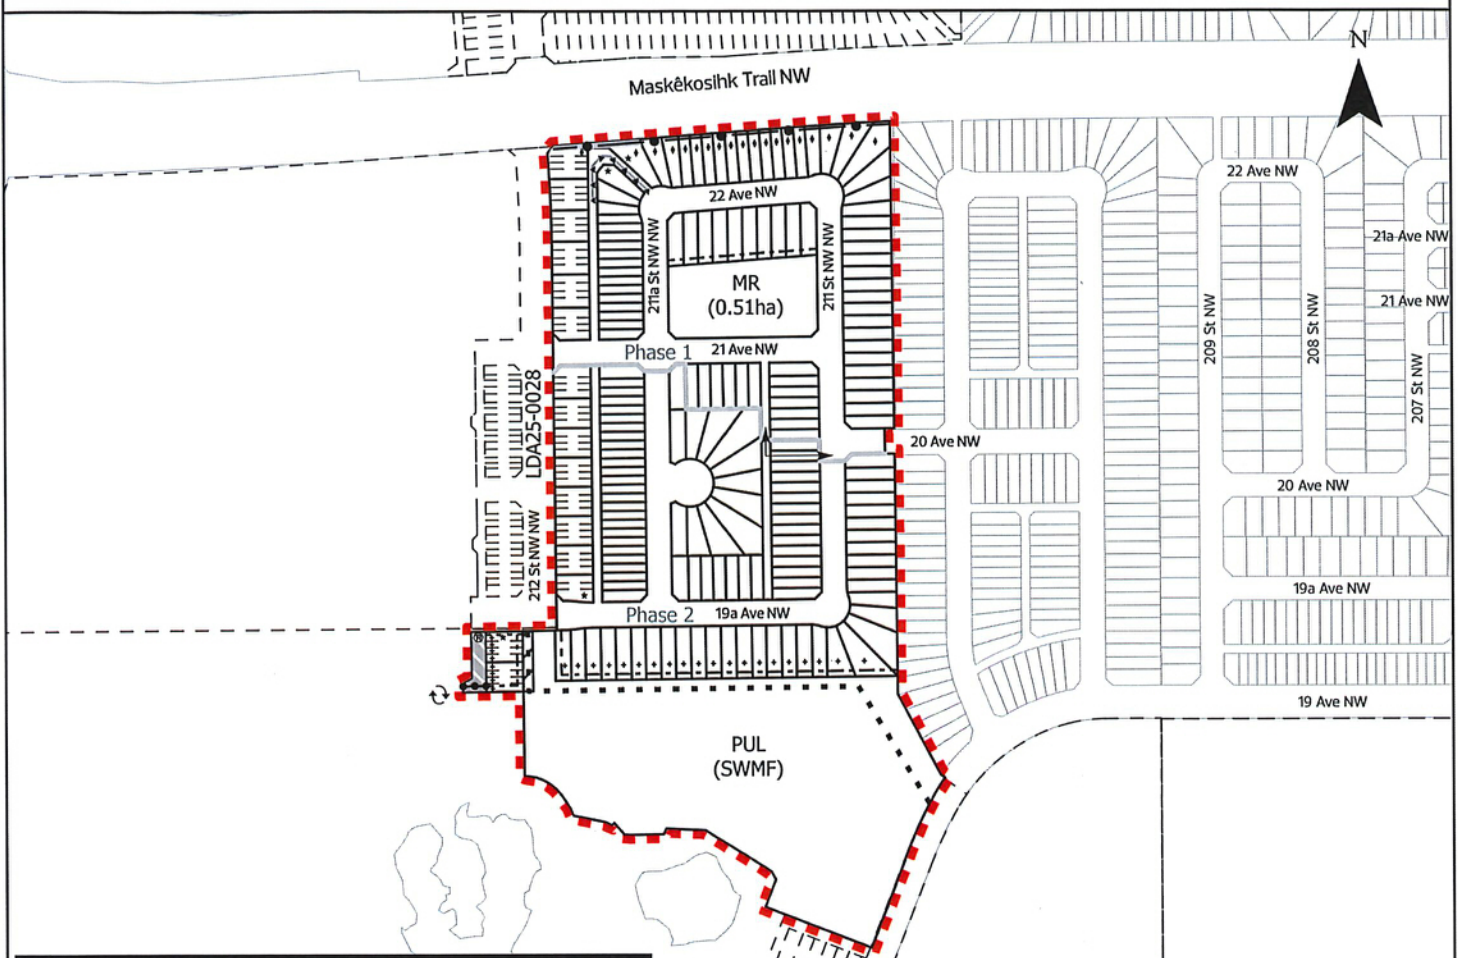 N
Maskêkosihk Trail NW
22 Ave NW
22 Ave NW
211a St NW NW
211 St NW NW
MR
(0.51ha)
21a Ave NW
21 Ave NW
209 St NW
208 St NW
207 St NW
Phase 1
21 Ave NW
LDA25-0028
20 Ave NW
20 Ave NW
212 St NW NW
19a Ave NW
Phase 2
19a Ave NW
19 Ave NW
PUL
(SWMF)